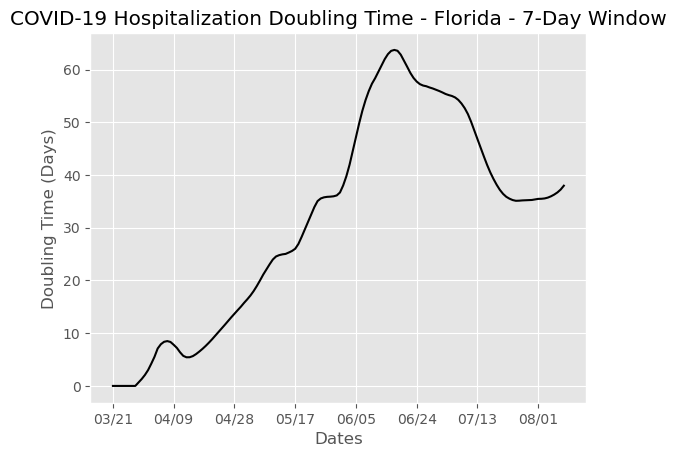 COVID-19 Hospitalization Doubling Time - Florida - 7-Day Window
Doubling Time (Days)
60
50
40
30
20
10
0
03/21 04/09 04/28 05/17 06/05 06/24 07/13 08/01
Dates